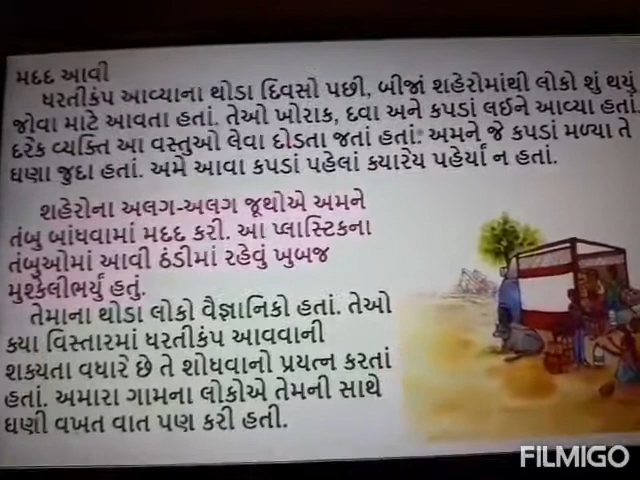 મદદ આવી
ધરતીકંપ આવ્યાના થોડા દિવસો પછી, બીજાં શહેરોમાંથી લોકો શું થયું
જોવા માટે આવતા હતાં. તેઓ ખોરાક, દવા અને કપડાં લઈને આવ્યા હતાં.
દરેક વ્યક્તિ આ વસ્તુઓ લેવા દોડતા જતાં હતાં. અમને જે કપડાં મળ્યા તે
ઘણા જુદા હતાં. અમે આવા કપડાં પહેલાં કયારેય પહેર્યાં ન હતાં.
શહેરોના અલગ-અલગ જૂથોએ અમને
તંબુ બાંધવામાં મદદ કરી. આ પ્લાસ્ટિકના
તંબુઓમાં આવી ઠંડીમાં રહેવું ખુબજ
મુશ્કેલીભર્યું હતું.
તેમાના થોડા લોકો વૈજ્ઞાનિકો હતાં. તેઓ
કયા વિસ્તારમાં ધરતીકંપ આવવાની
શકયતા વધારે છે તે શોધવાનો પ્રયત્ન કરતાં
હતાં. અમારા ગામના લોકોએ તેમની સાથે
ઘણી વખત વાત પણ કરી હતી.
FILMIGO